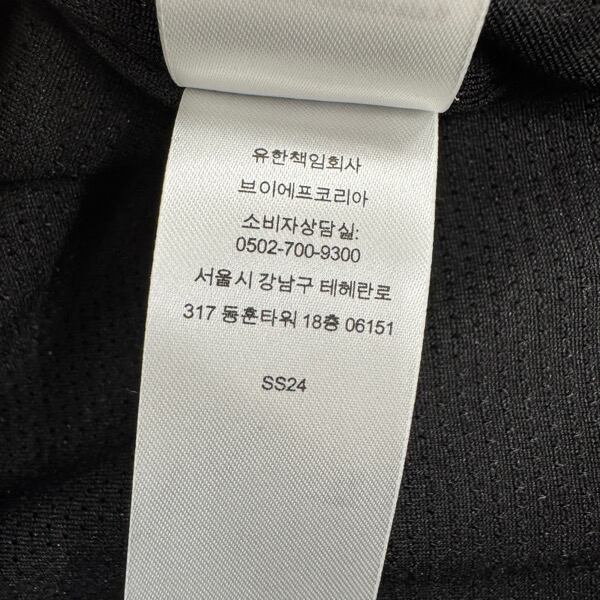 유한책임회사
브이에프코리아
소비자상담실:
0502-700-9300
서울시 강남구 테헤란로
317 동훈타워 18층 06151
SS24